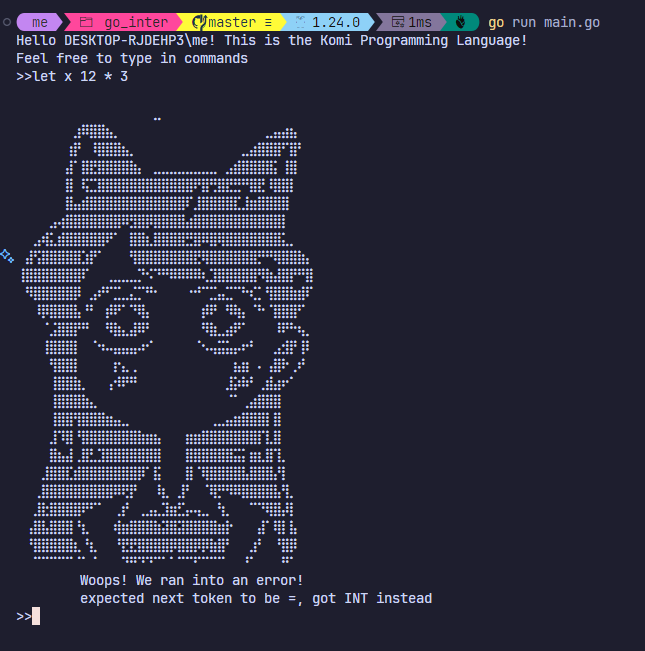 me go_inter master ≡ 1.24.0 1ms go run main.go
Hello DESKTOP-RJDEHP3\me! This is the Komi Programming Language!
Feel free to type in commands
>>let x 12 * 3
Woops! We ran into an error!
expected next token to be =, got INT instead
>>